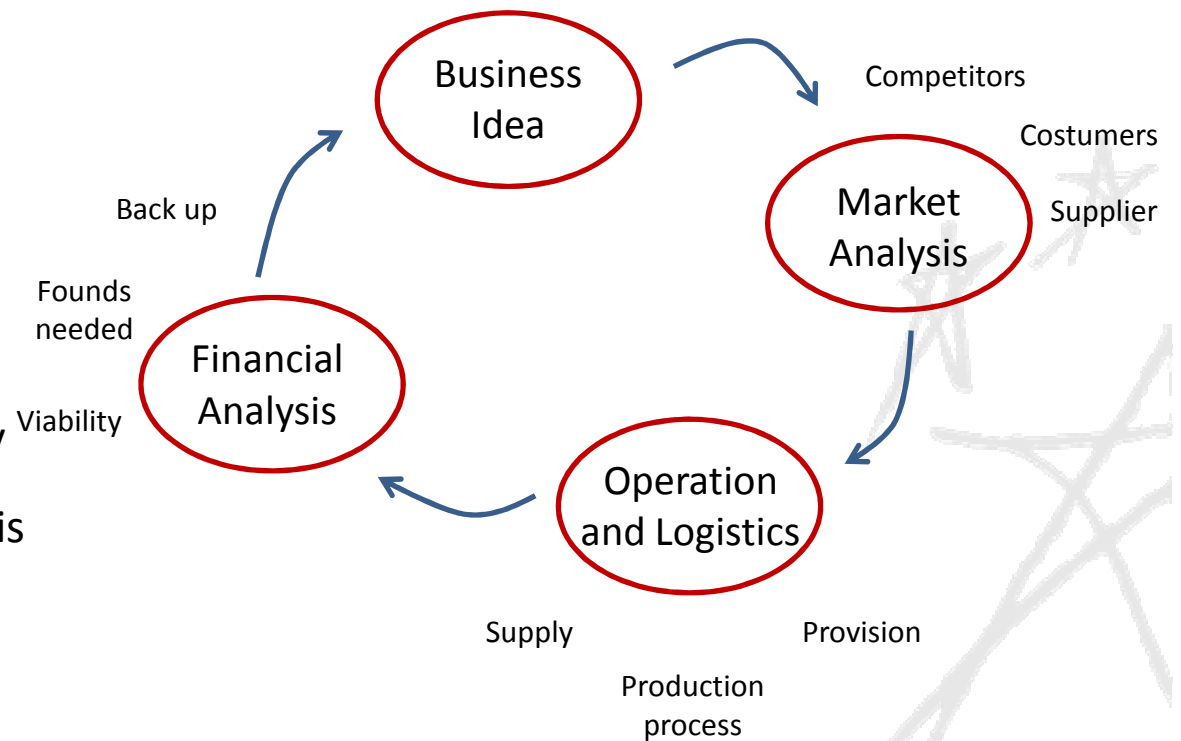 Business
Idea
Competitors
Costumers
Market
Analysis
Supplier
Back up
Founds
needed
Financial
Analysis
Viability
is
Operation
and Logistics
Supply
Provision
Production
process